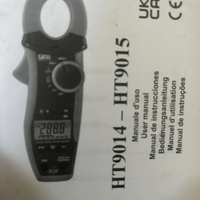 UK
CA
CE
HT9014 – HT9015
Manuale d'uso
User manual
Manual de instrucciones
Bedienungsanleitung
Manuel d'utilisation
Manual de instruções